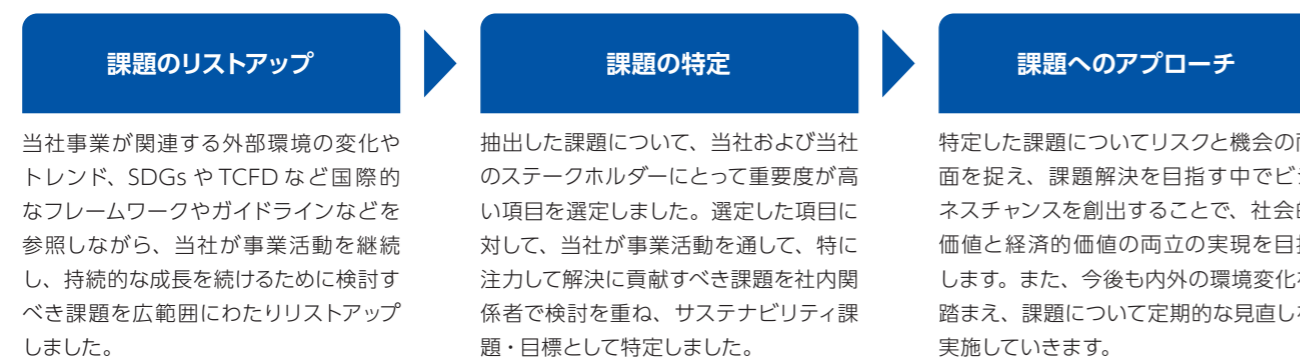 課題のリストアップ
当社事業が関連する外部環境の変化や
トレンド、SDGs や TCFD など国際的
なフレームワークやガイドラインなどを
参照しながら、当社が事業活動を継続
し、持続的な成長を続けるために検討す
べき課題を広範囲にわたりリストアップ
しました。
課題の特定
抽出した課題について、当社および当社
のステークホルダーにとって重要度が高
い項目を選定しました。選定した項目に
対して、当社が事業活動を通して、特に
注力して解決に貢献すべき課題を社内関
係者で検討を重ね、サステナビリティ課
題・目標として特定しました。
課題へのアプローチ
特定した課題についてリスクと機会の
面を捉え、課題解決を目指す中でビ
ネスチャンスを創出することで、社会
価値と経済的価値の両立の実現を目
します。また、今後も内外の環境変化
踏まえ、課題について定期的な見直し
実施していきます。